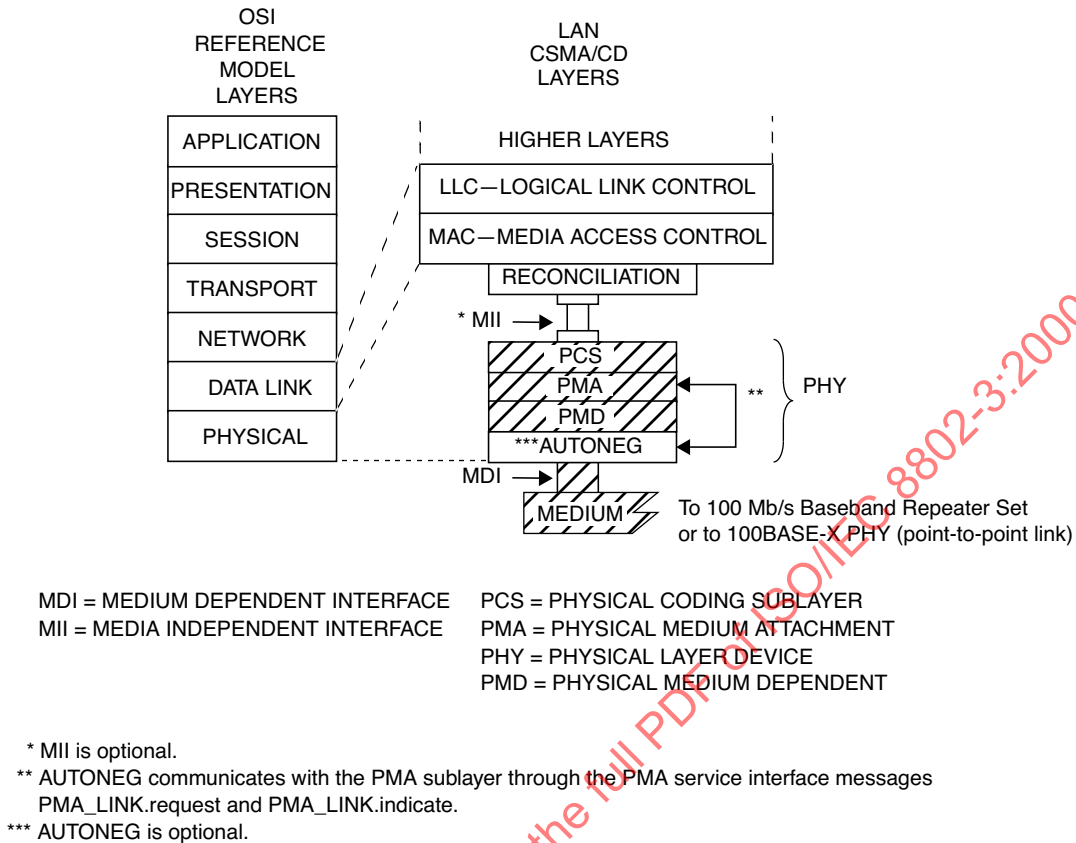 OSI
REFERENCE
MODEL
LAYERS
LAN
CSMA/CD
LAYERS
APPLICATION
PRESENTATION
SESSION
TRANSPORT
NETWORK
DATA LINK
PHYSICAL
HIGHER LAYERS
LLC—LOGICAL LINK CONTROL
MAC—MEDIA ACCESS CONTROL
RECONCILIATION
* MII
PCS
PMA
PMD
***AUTONEG
**
PHY
MDI
MEDIUM
To 100 Mb/s Baseband Repeater Set
or to 100BASE-X PHY (point-to-point link)
MDI = MEDIUM DEPENDENT INTERFACE
MII = MEDIA INDEPENDENT INTERFACE
PCS = PHYSICAL CODING SUBLAYER
PMA = PHYSICAL MEDIUM ATTACHMENT
PHY = PHYSICAL LAYER DEVICE
PMD = PHYSICAL MEDIUM DEPENDENT
* MII is optional.
** AUTONEG communicates with the PMA sublayer through the PMA service interface messages
PMA_LINK.request and PMA_LINK.indicate.
*** AUTONEG is optional.
the full PDF of ISO/IEC 8802-3:2000